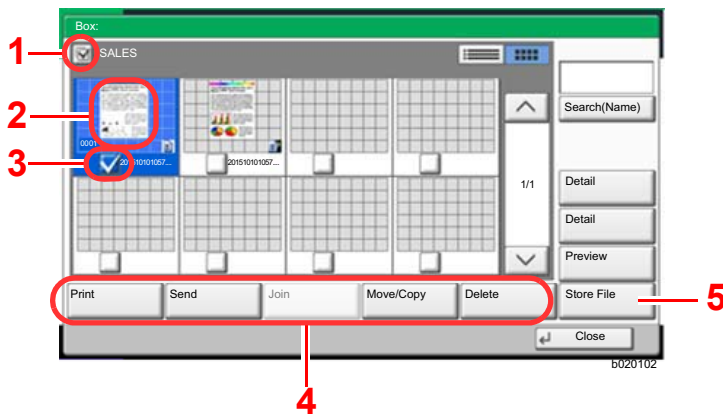 Box:
1
SALES
2
Search(Name)
0001
3
201510101057...
201510101057...
1/1
Detail
Detail
Preview
Print
Send
Join
Move/Copy
Delete
Store File
5
Close
b020102
4